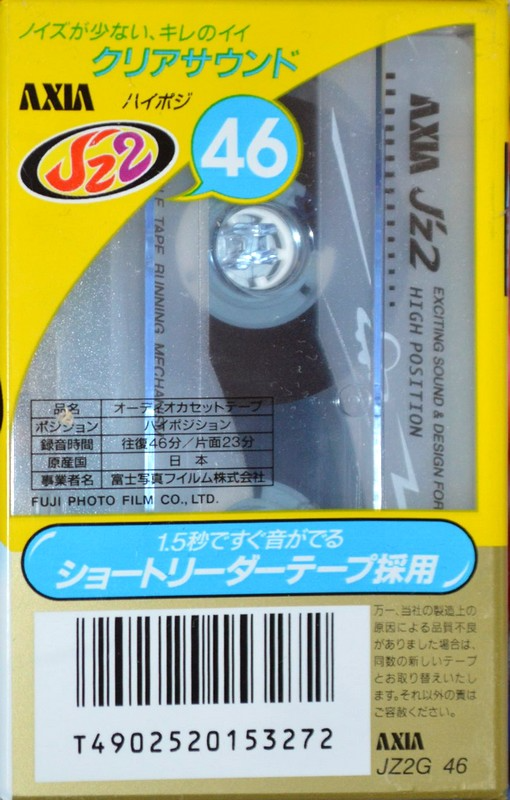 ノイズが少ない、キレのイイ
クリアサウンド
AXIA ハイポジ
J'z2
46
AXIA J'z2
EXCITING SOUND & DESIGN FOR
HIGH POSITION
TAPE RUNNING
品名 オーディオカセットテープ
ポジション ハイポジション
録音時間 往復46分/片面23分
原産国 日本
事業者名 富士写真フイルム株式会社
FUJI PHOTO FILM CO., LTD.
1.5秒ですぐ音がでる
ショートリーダーテープ採用
万一、当社の製造上の
原因による品質不良
がありました場合は、
同数の新しいテープ
とお取り替えいたし
ます。それ以外の責は
ご容赦ください。
T4902520153272
AXIA
JZ2G 46